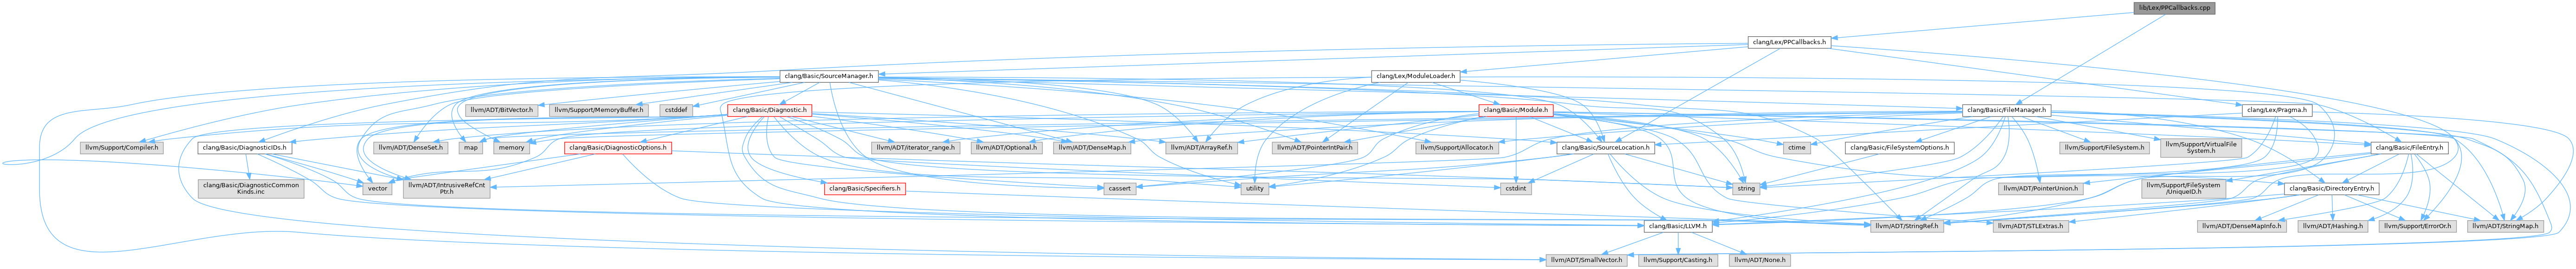 lib/Lex/PPCallbacks.cpp
clang/Lex/PPCallbacks.h
clang/Basic/SourceManager.h
clang/Lex/ModuleLoader.h
llvm/ADT/BitVector.h
llvm/Support/MemoryBuffer.h
cstddef
clang/Basic/Diagnostic.h
clang/Basic/Module.h
clang/Basic/FileManager.h
clang/Lex/Pragma.h
llvm/Support/Compiler.h
clang/Basic/DiagnosticIDs.h
llvm/ADT/DenseSet.h
map
memory
clang/Basic/DiagnosticOptions.h
llvm/ADT/iterator_range.h
llvm/ADT/Optional.h
llvm/ADT/DenseMap.h
llvm/ADT/ArrayRef.h
llvm/ADT/PointerIntPair.h
llvm/Support/Allocator.h
clang/Basic/SourceLocation.h
ctime
clang/Basic/FileSystemOptions.h
llvm/Support/FileSystem.h
llvm/Support/VirtualFile
System.h
clang/Basic/FileEntry.h
clang/Basic/DiagnosticCommon
Kinds.inc
vector
llvm/ADT/IntrusiveRefCnt
Ptr.h
clang/Basic/Specifiers.h
cassert
utility
cstdint
string
llvm/ADT/PointerUnion.h
llvm/Support/FileSystem
/UniqueID.h
clang/Basic/DirectoryEntry.h
clang/Basic/LLVM.h
llvm/ADT/StringRef.h
llvm/ADT/STLExtras.h
llvm/ADT/DenseMapInfo.h
llvm/ADT/Hashing.h
llvm/Support/ErrorOr.h
llvm/ADT/StringMap.h
llvm/ADT/SmallVector.h
llvm/Support/Casting.h
llvm/ADT/None.h